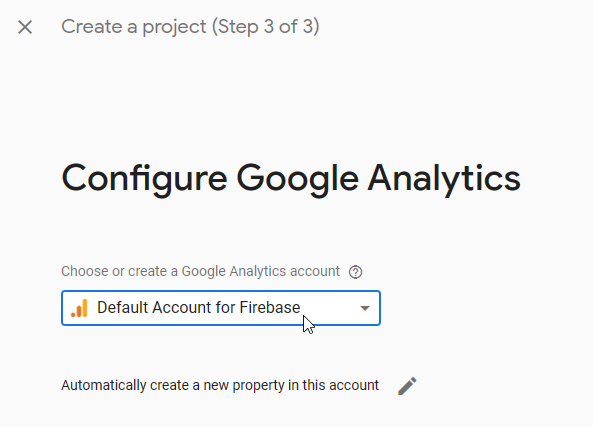 Create a project (Step 3 of 3)
Configure Google Analytics
Choose or create a Google Analytics account
Default Account for Firebase
Automatically create a new property in this account